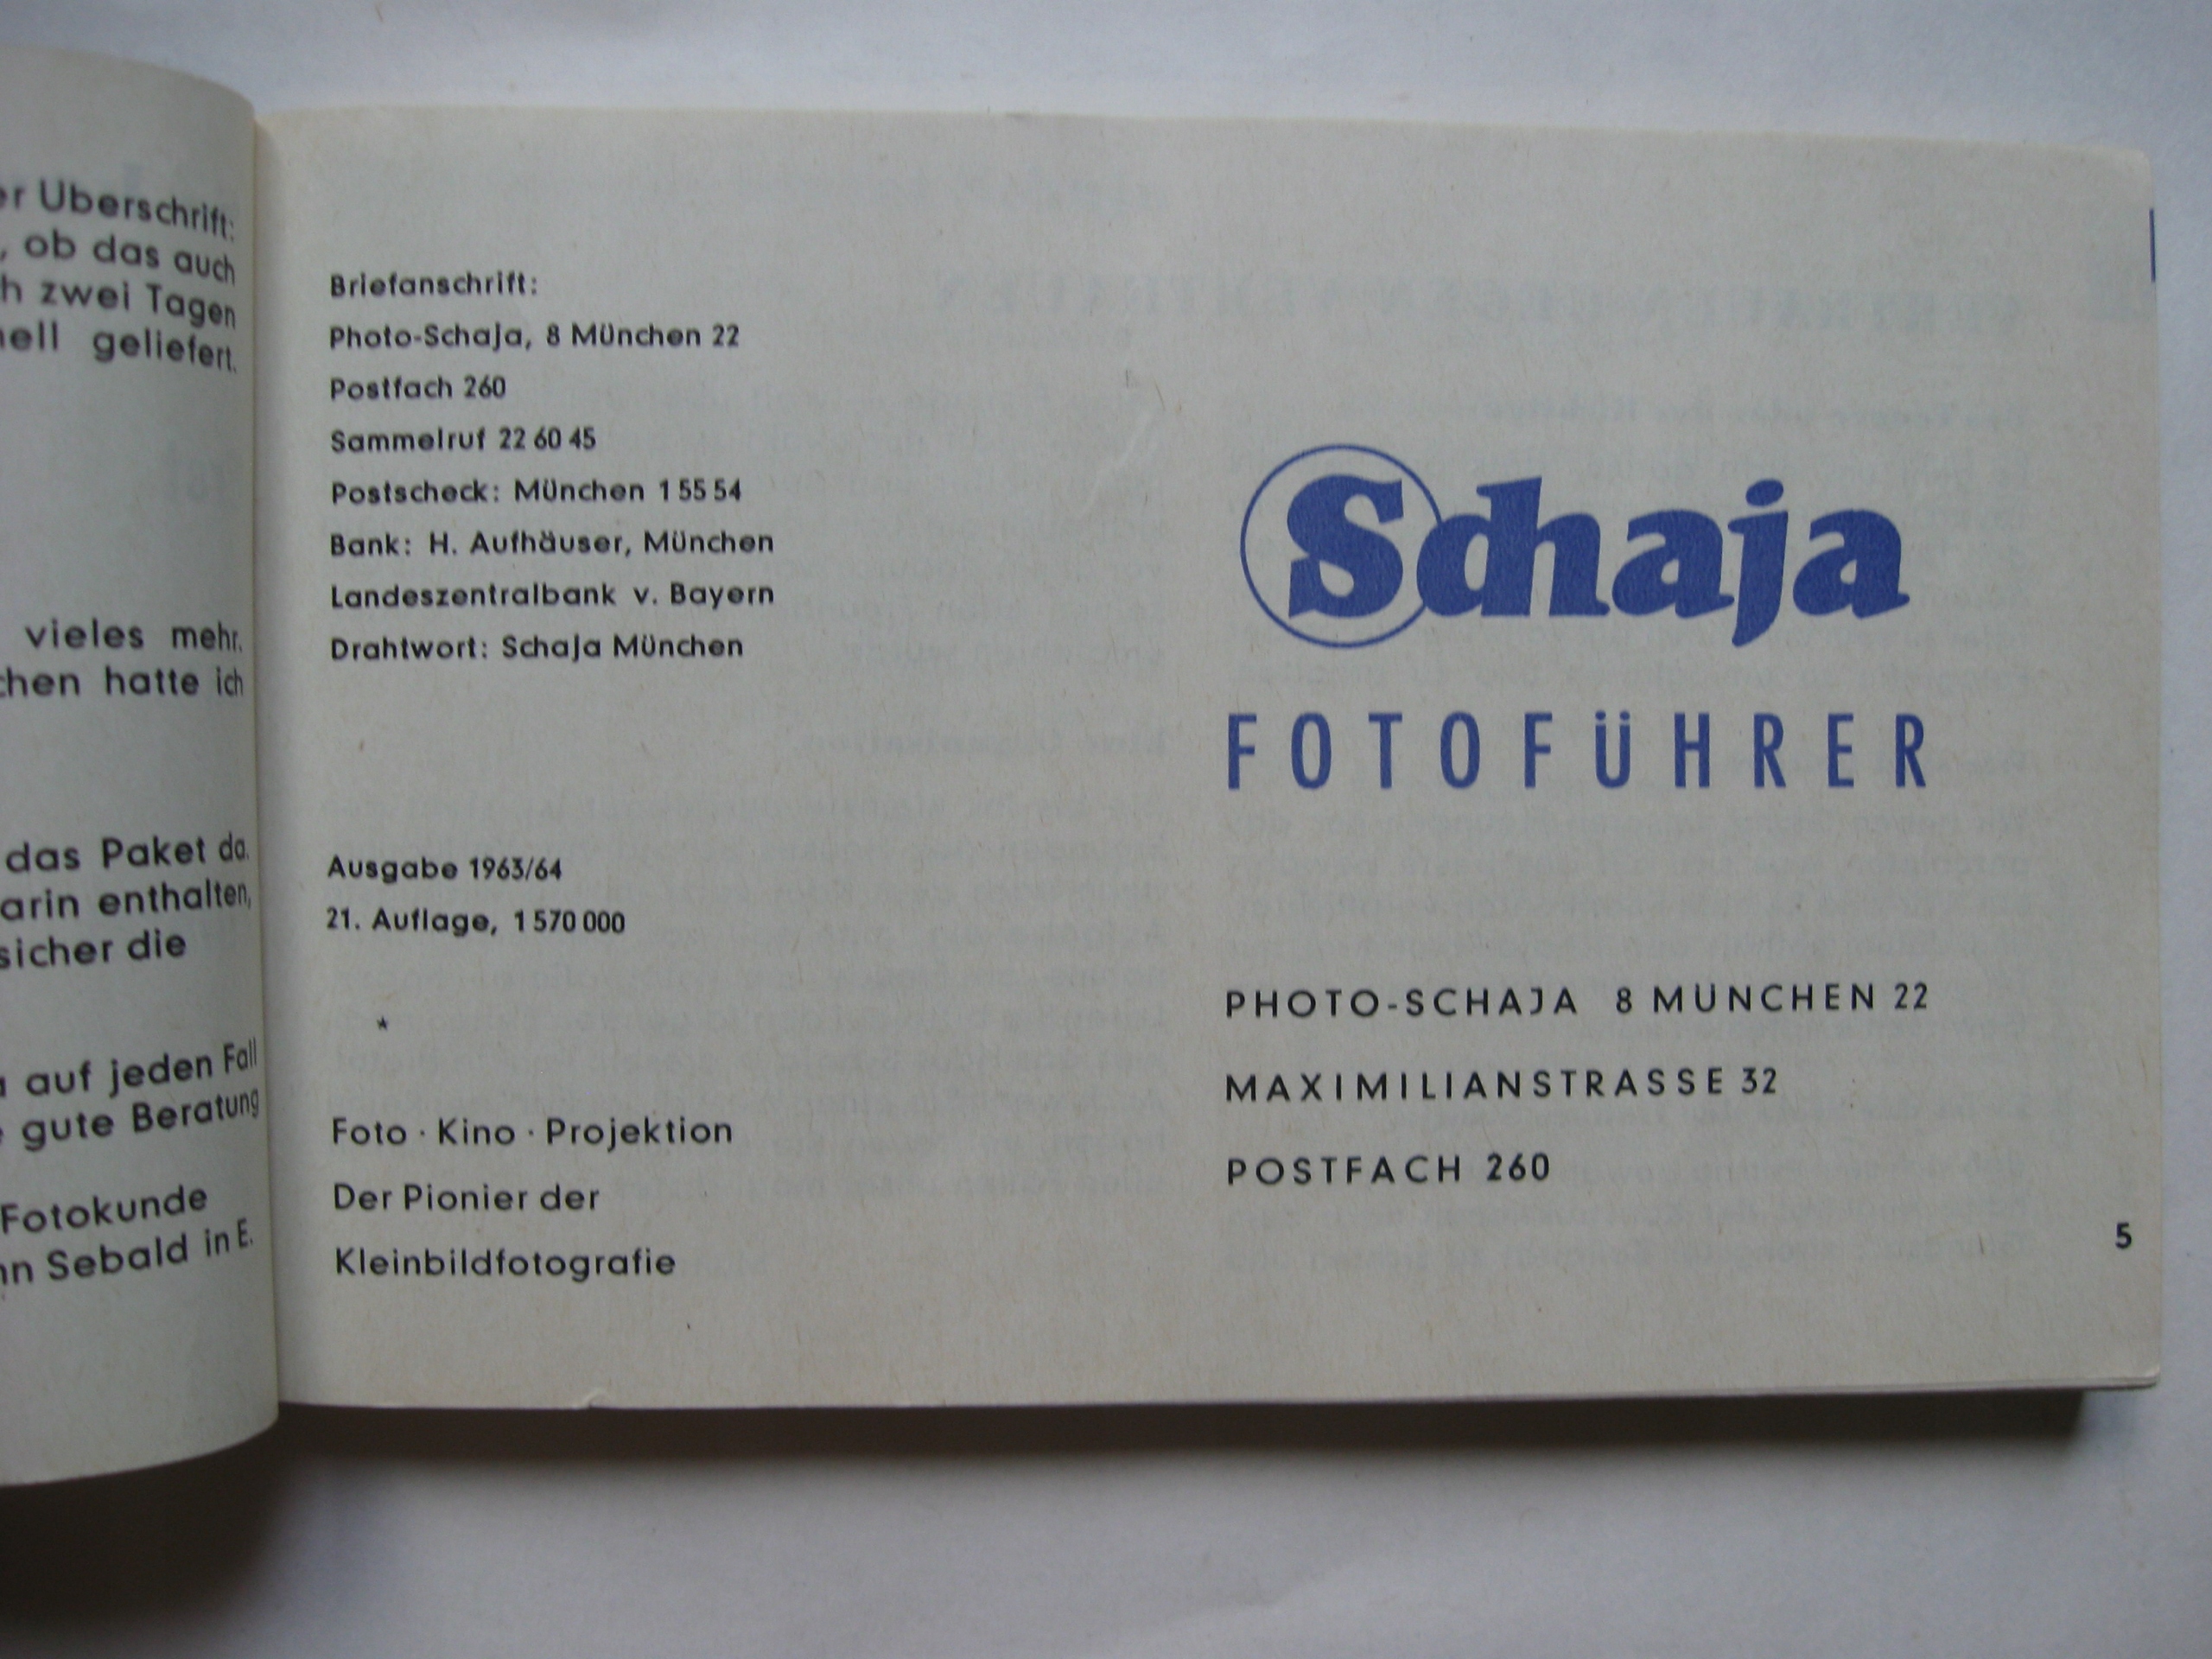 er Uberschrift:
, ob das auch
h zwei Tagen
geliefert.
vieles mehr.
hatte ich
das Paket da.
enthalten,
sicher die
auf jeden Fall
gute Beratung
Fotokunde
Sebald in E.
Briefanschrift:
Photo-Schaja, 8 München 22
Postfach 260
Sammelruf 22 60 45
Postscheck: München 1 55 54
Bank: H. Aufhäuser, München
Landeszentralbank v. Bayern
Drahtwort: Schaja München
Ausgabe 1963/64
21. Auflage, 1 570 000
*
Foto · Kino · Projektion
Der Pionier der
Kleinbildfotografie
Schaja
FOTOFÜHRER
PHOTO-SCHAJA 8 MÜNCHEN 22
MAXIMILIANSTRASSE 32
POSTFACH 260
5